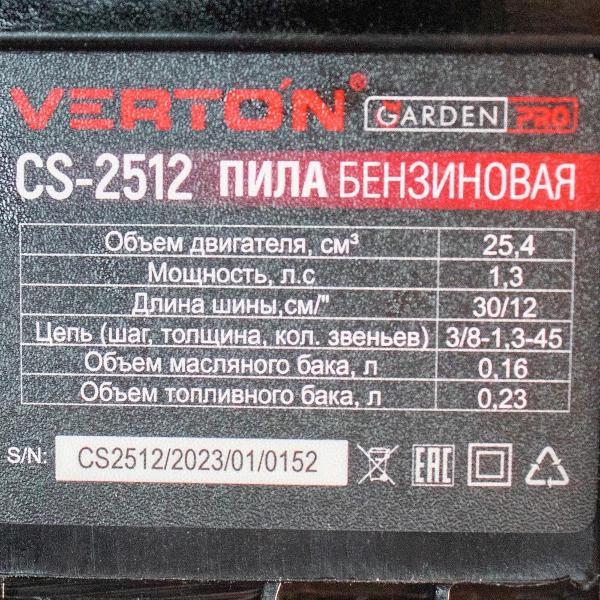 VERTON® GARDEN PRO
CS-2512 ПИЛА БЕНЗИНОВАЯ
Объем двигателя, см³ 25,4
Мощность, л.с 1,3
Длина шины,см/" 30/12
Цепь (шаг, толщина, кол. звеньев) 3/8-1,3-45
Объем масляного бака, л 0,16
Объем топливного бака, л 0,23
S/N: CS2512/2023/01/0152 EAC